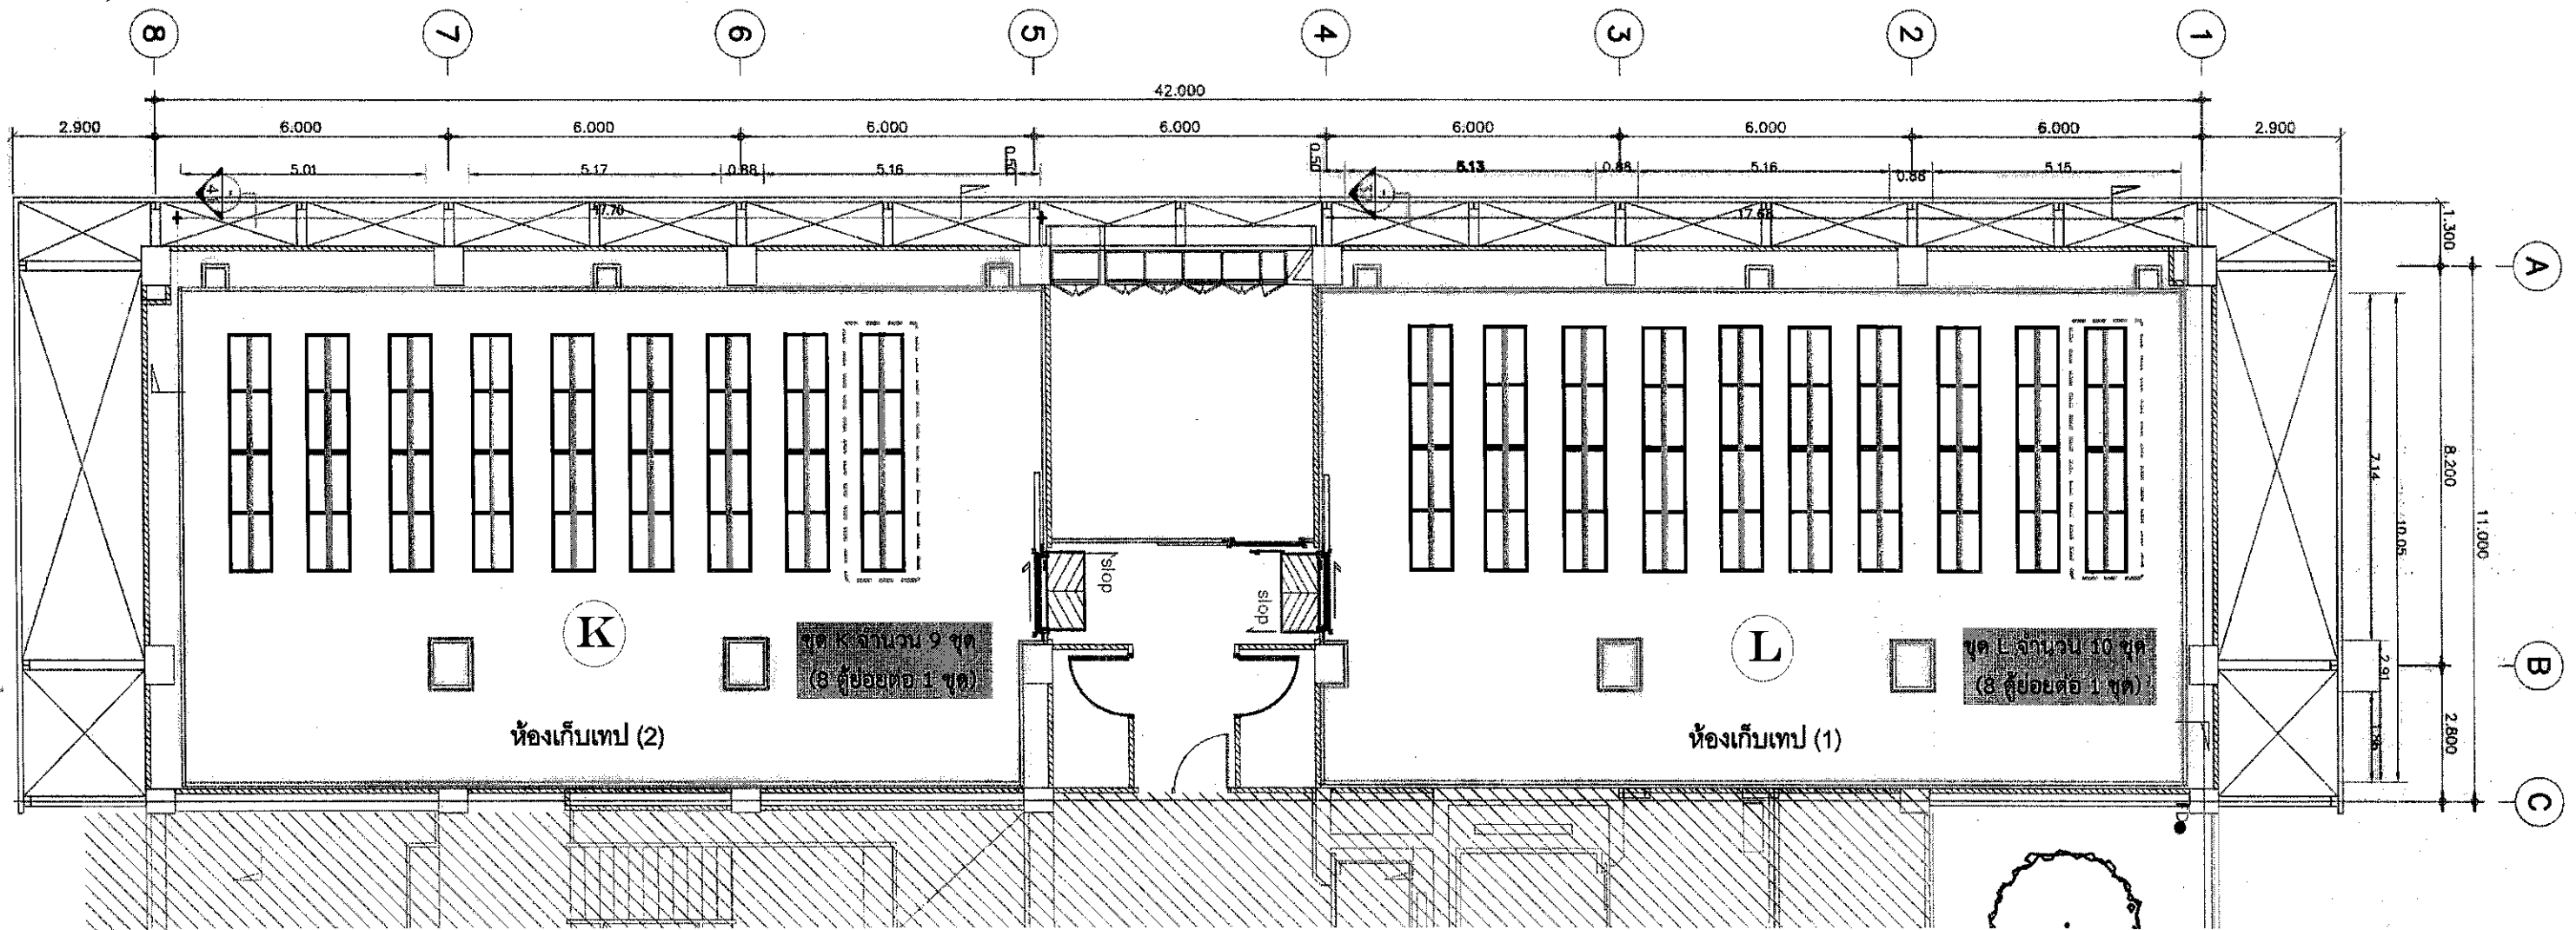 8 7 6 5 4 3 2 1
42.000
2.900 6.000 6.000 6.000 6.000 6.000 6.000 6.000 2.900
5.01 5.17 0.88 5.16 0.50 0.50 5.13 0.88 5.16 0.88 5.15
17.70 17.68
1.300
A
7.14 10.05 8.200 11.000
slop slop
K
ชุด K จำนวน 9 ชุด
(8 ตู้ย่อยต่อ 1 ชุด)
L
ชุด L จำนวน 10 ชุด
(8 ตู้ย่อยต่อ 1 ชุด)
B
2.91 2.800
ห้องเก็บเทป (2)
ห้องเก็บเทป (1)
C